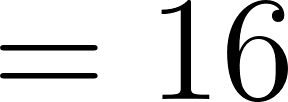 = 16